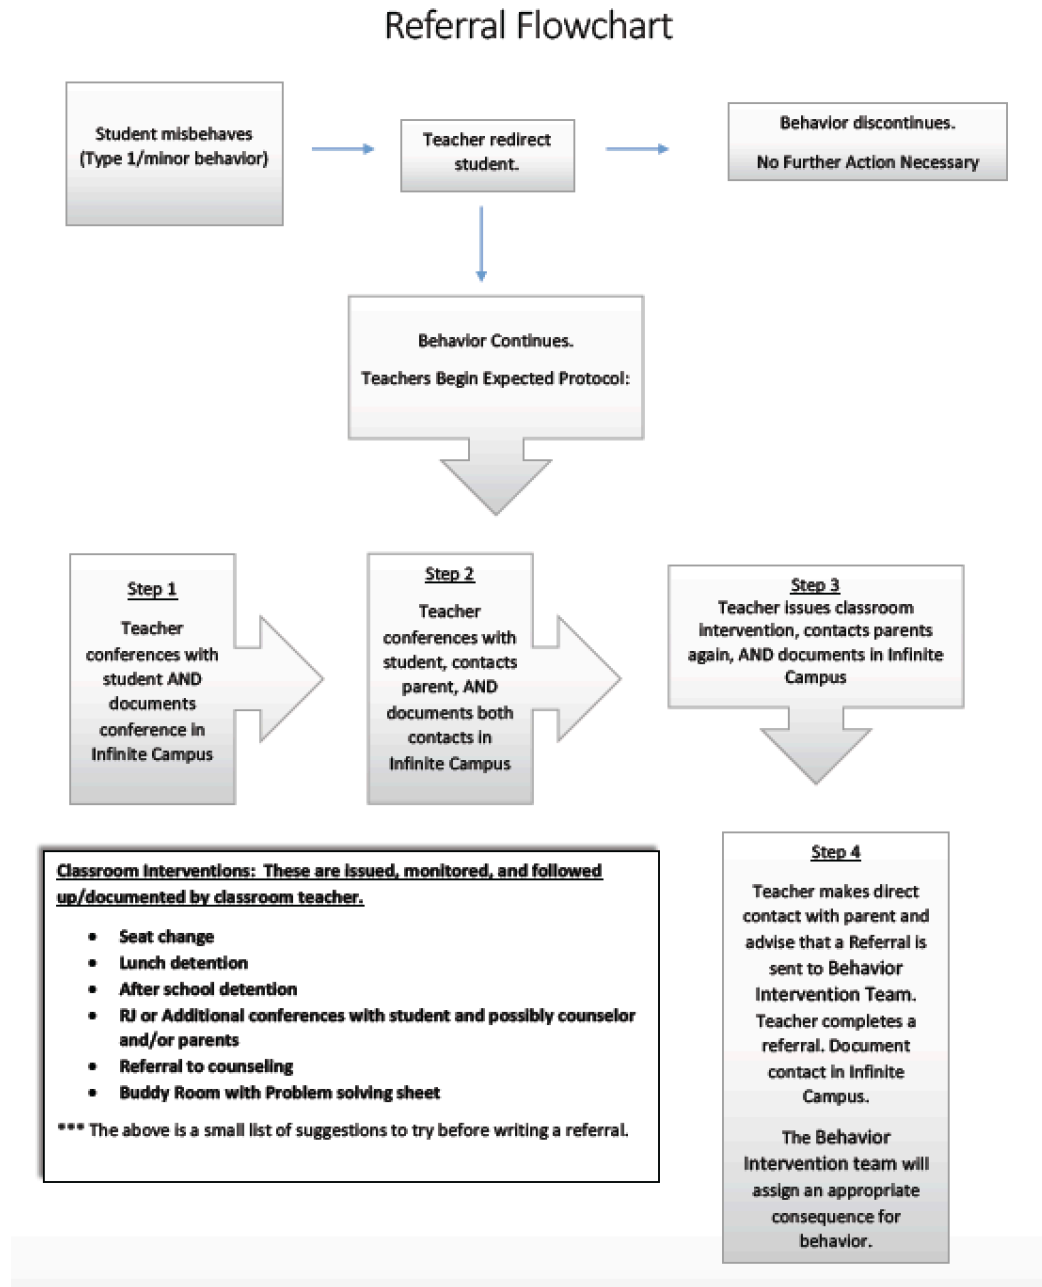 Referral Flowchart
Student misbehaves
(Type 1/minor behavior)
Teacher redirect
student.
Behavior discontinues.
No Further Action Necessary
Behavior Continues.
Teachers Begin Expected Protocol:
Step 1
Teacher
conferences with
student AND
documents
conference in
Infinite Campus
Step 2
Teacher
conferences with
student, contacts
parent, AND
documents both
contacts in
Infinite Campus
Step 3
Teacher issues classroom
intervention, contacts parents
again, AND documents in Infinite
Campus
Step 4
Teacher makes direct
contact with parent and
advise that a Referral is
sent to Behavior
Intervention Team.
Teacher completes a
referral. Document
contact in Infinite
Campus.
The Behavior
Intervention team will
assign an appropriate
consequence for
behavior.
Classroom Interventions: These are issued, monitored, and followed
up/documented by classroom teacher.
• Seat change
• Lunch detention
• After school detention
• RJ or Additional conferences with student and possibly counselor
and/or parents
• Referral to counseling
• Buddy Room with Problem solving sheet
*** The above is a small list of suggestions to try before writing a referral.